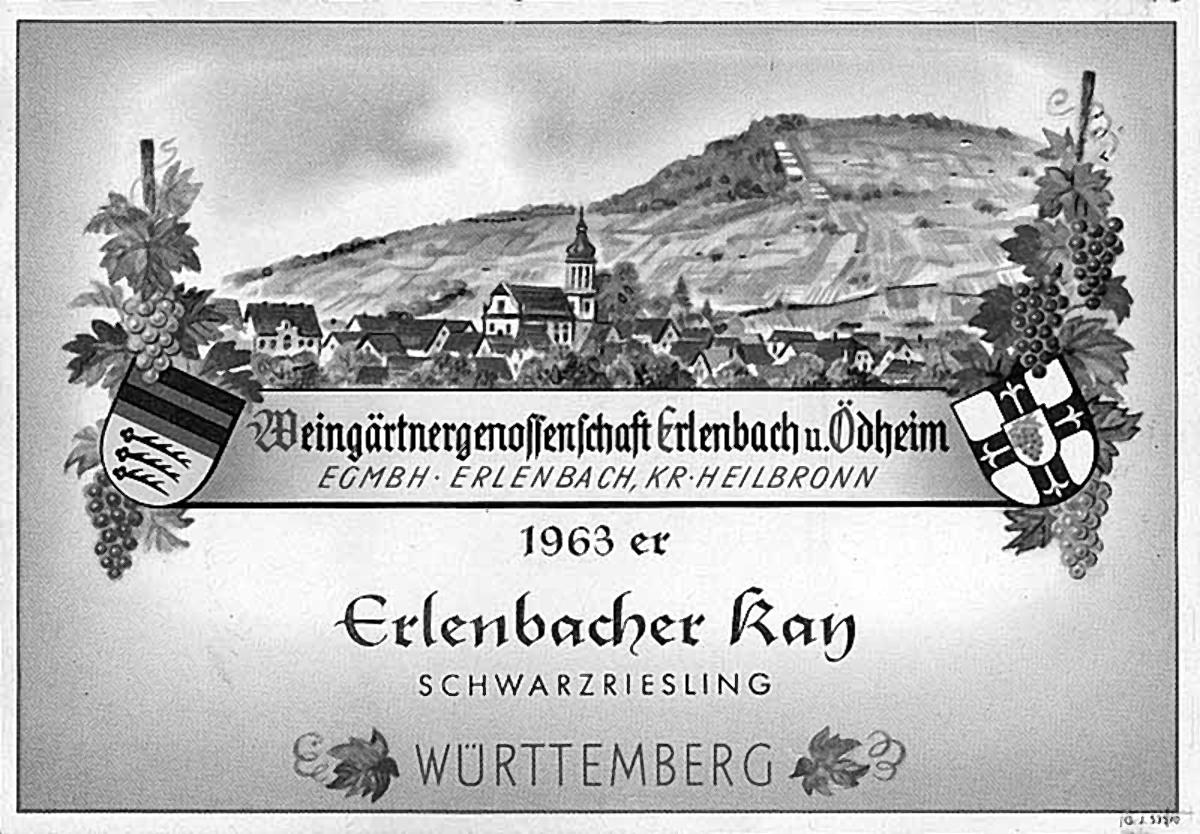 Weingärtnergenossenschaft Erlenbach u. Ödheim
EGMBH · ERLENBACH, KR · HEILBRONN
1963 er
Erlenbacher Kay
SCHWARZRIESLING
WÜRTTEMBERG